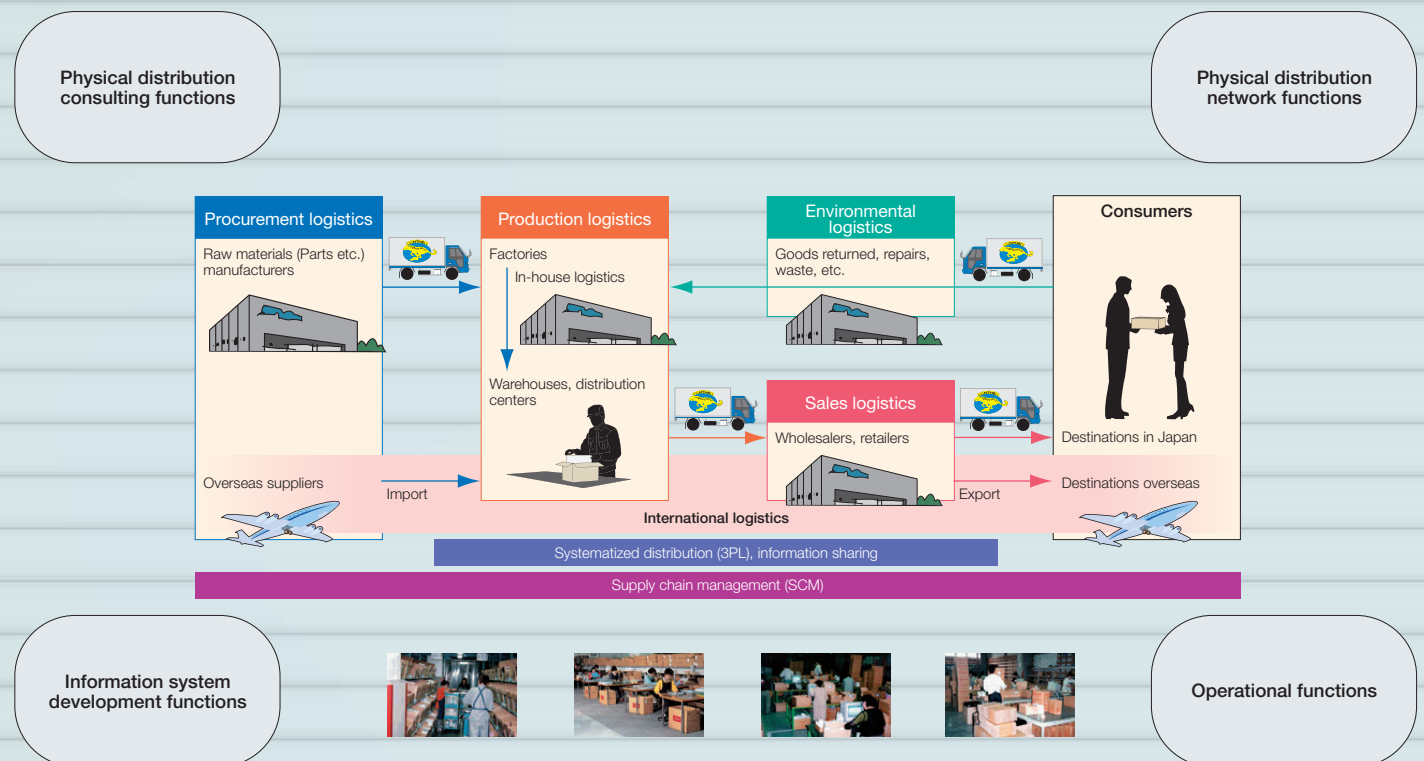 Physical distribution
consulting functions
Physical distribution
network functions
Procurement logistics
Raw materials (Parts etc.)
manufacturers
Overseas suppliers
Import
Production logistics
Factories
In-house logistics
Warehouses, distribution
centers
Environmental
logistics
Goods returned, repairs,
waste, etc.
Sales logistics
Wholesalers, retailers
Export
Consumers
Destinations in Japan
Destinations overseas
International logistics
Systematized distribution (3PL), information sharing
Supply chain management (SCM)
Information system
development functions
Operational functions